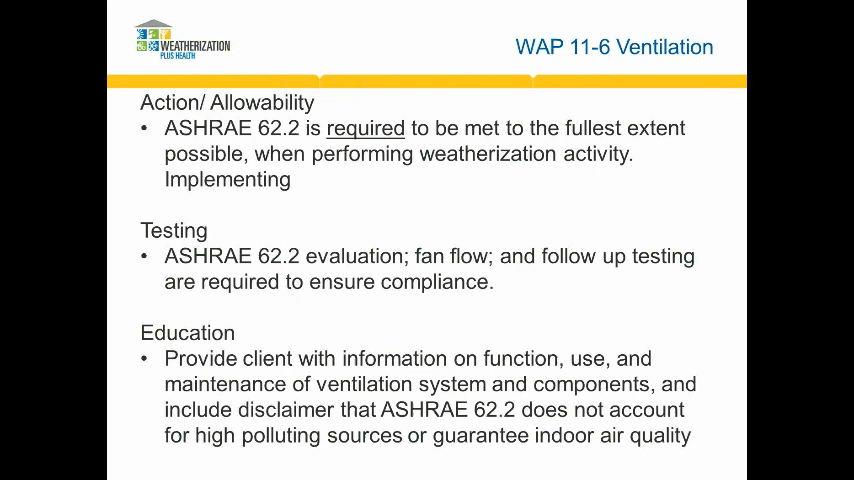 WEATHERIZATION
PLUS HEALTH
WAP 11-6 Ventilation
Action/ Allowability
• ASHRAE 62.2 is required to be met to the fullest extent
possible, when performing weatherization activity.
Implementing
Testing
• ASHRAE 62.2 evaluation; fan flow; and follow up testing
are required to ensure compliance.
Education
• Provide client with information on function, use, and
maintenance of ventilation system and components, and
include disclaimer that ASHRAE 62.2 does not account
for high polluting sources or guarantee indoor air quality